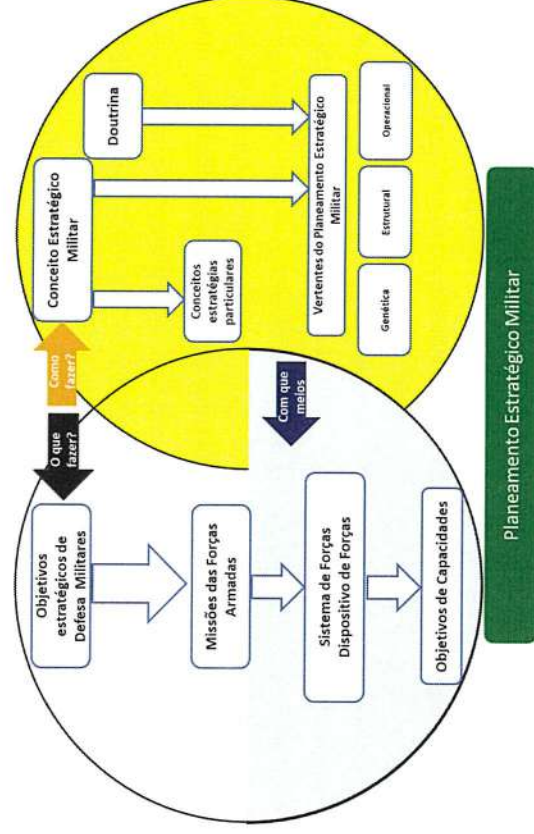 Objetivos
estratégicos de
Defesa Militares
O que
fazer?
Como
fazer?
Conceito Estratégico
Militar
Doutrina
Missões das Forças
Armadas
Conceitos
estratégias
particulares
Com que
meios
Sistema de Forças
Dispositivo de Forças
Vertentes do Planeamento Estratégico
Militar
Objetivos de Capacidades
Genética
Estrutural
Operacional
Planeamento Estratégico Militar